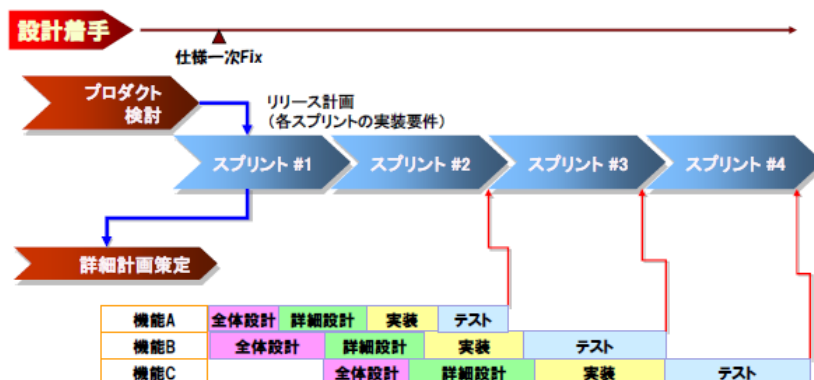 設計着手
仕様一次Fix
プロダクト
検討
リリース計画
（各スプリントの実装要件）
スプリント #1
スプリント #2
スプリント #3
スプリント #4
詳細計画策定
機能A 全体設計 詳細設計 実装 テスト
機能B 全体設計 詳細設計 実装 テスト
機能C 全体設計 詳細設計 実装 テスト